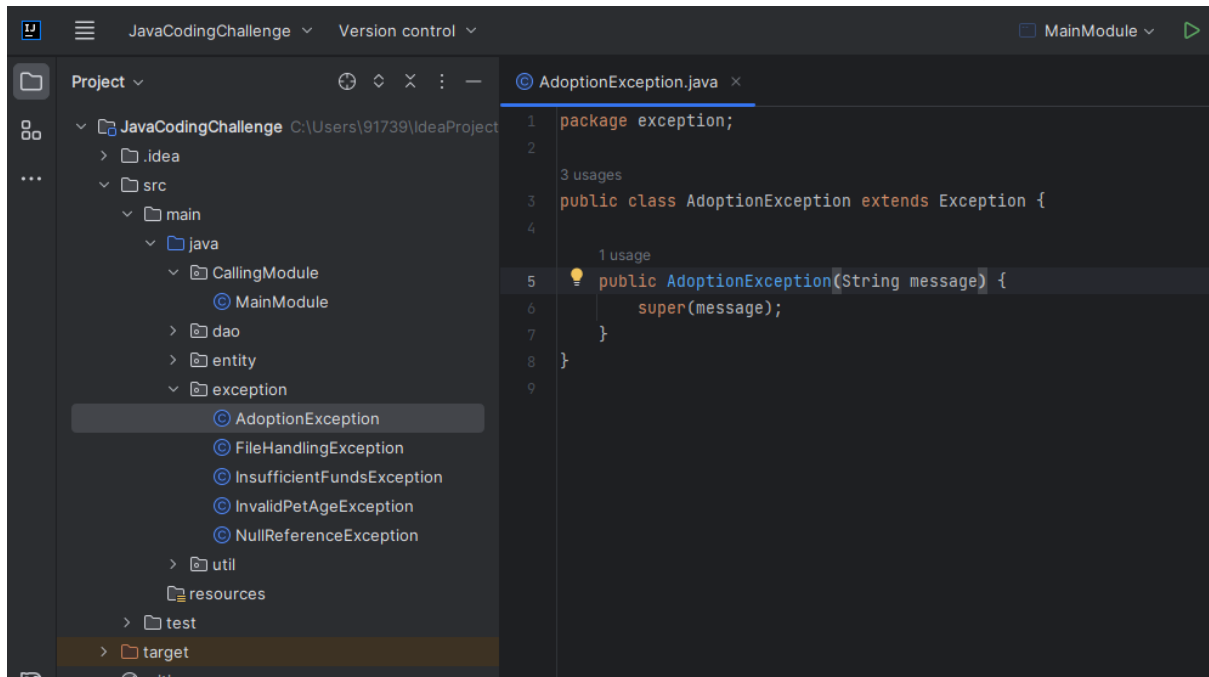 IJ
JavaCodingChallenge
Version control
MainModule
Project
AdoptionException.java
JavaCodingChallenge C:\Users\91739\IdeaProject
.idea
src
main
java
CallingModule
MainModule
dao
entity
exception
AdoptionException
FileHandlingException
InsufficientFundsException
InvalidPetAgeException
NullReferenceException
util
resources
test
target
1 package exception;
2
3 usages
3 public class AdoptionException extends Exception {
4
1 usage
5 public AdoptionException(String message) {
6 super(message);
7 }
8 }
9